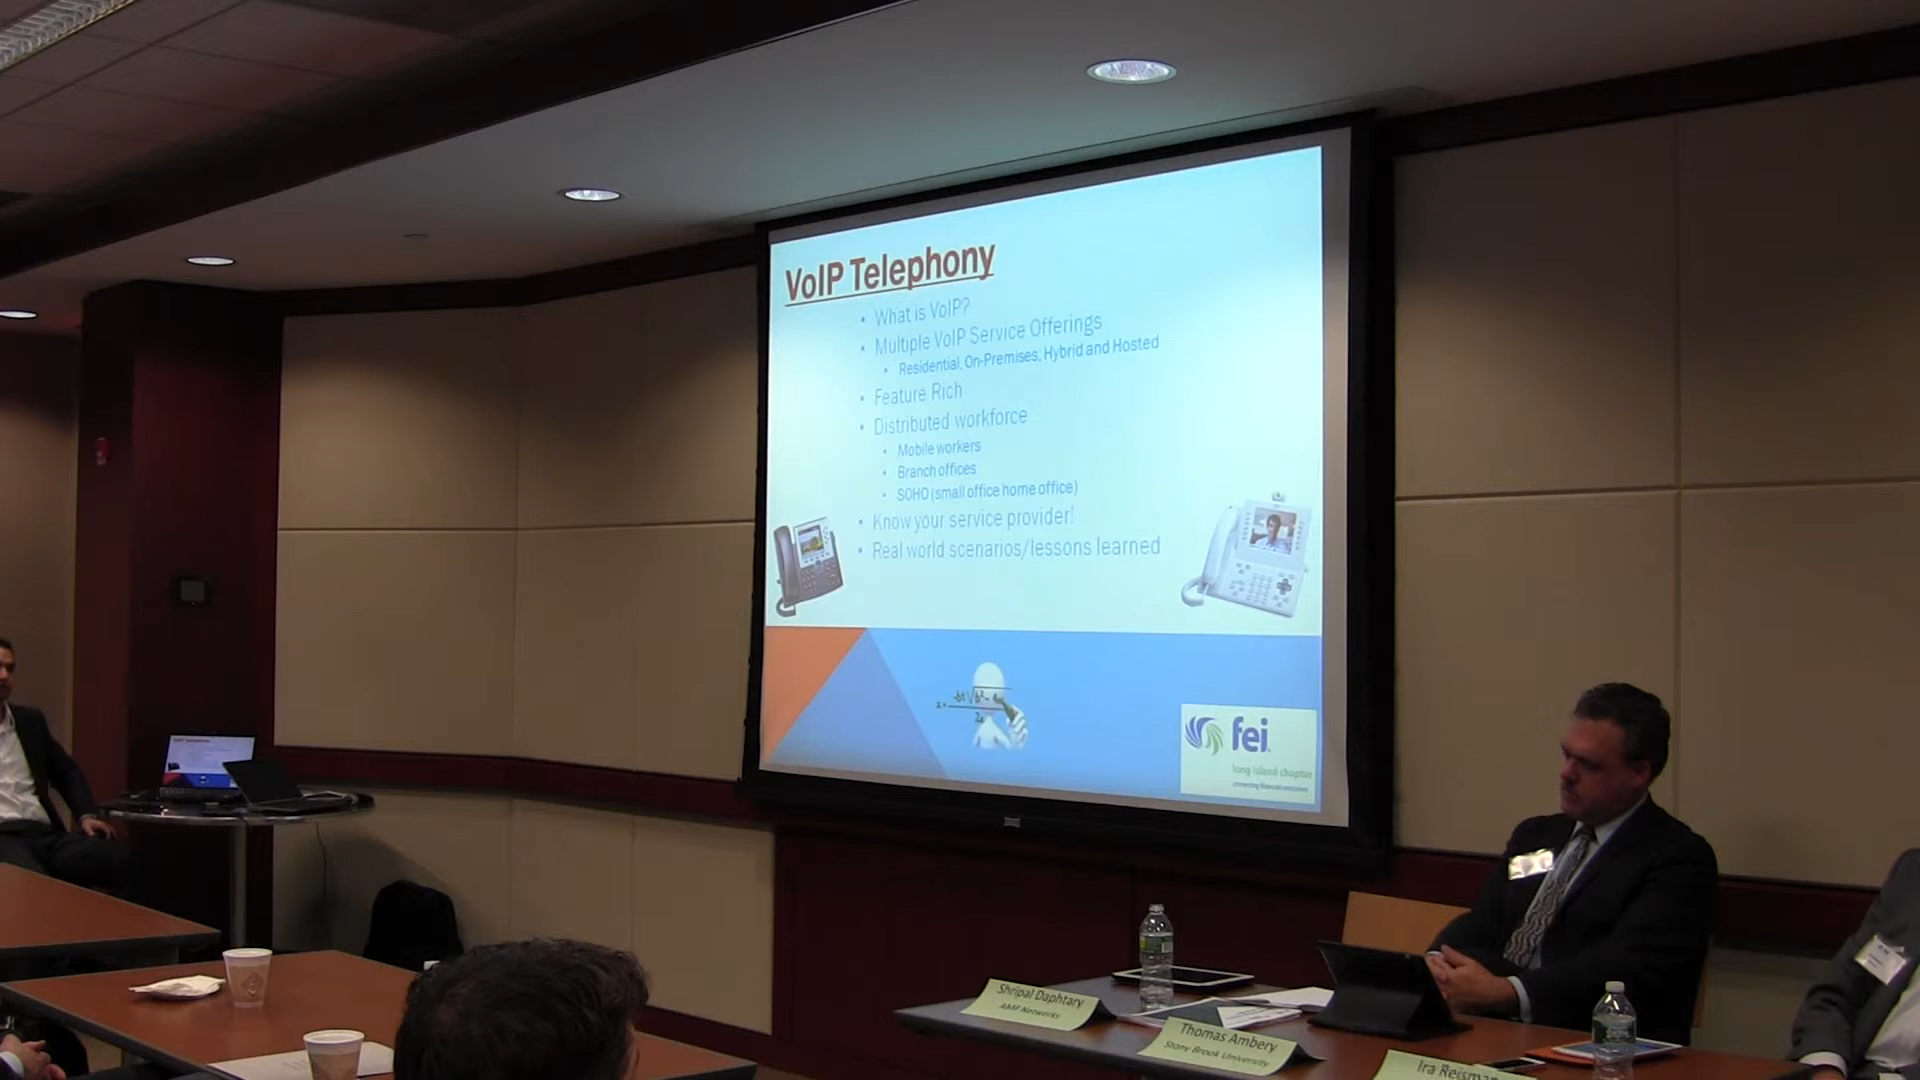 VoIP Telephony
• What is VoIP?
• Multiple VoIP Service Offerings
• Residential, On-Premises, Hybrid and Hosted
• Feature Rich
• Distributed workforce
• Mobile workers
• Branch offices
• SOHO (small office home office)
• Know your service provider!
• Real world scenarios/lessons learned
fei
long island chapter
connecting financial executives
Shripal Daphtary
AMP Networks
Thomas Ambery
Stony Brook University
Ira Reisman